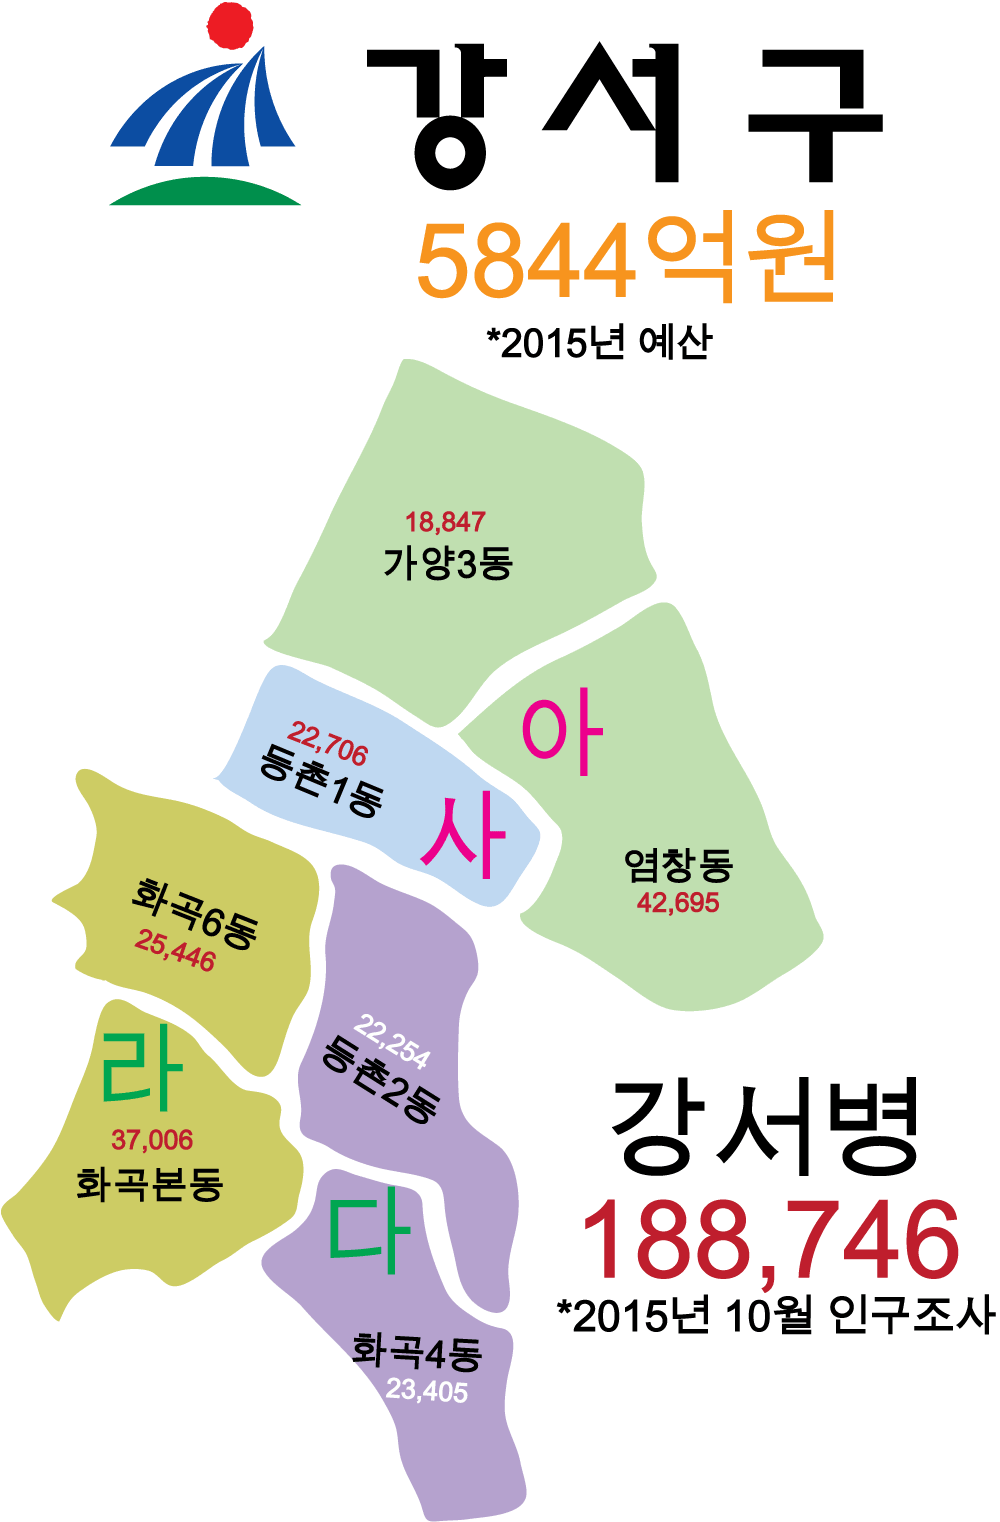 강서구
5844억원
*2015년 예산
18,847
가양3동
아
22,706
등촌1동
사
염창동
42,695
화곡6동
25,446
22,254
등촌2동
라
37,006
화곡본동
강서병
188,746
*2015년 10월 인구조사
다
화곡4동
23,405